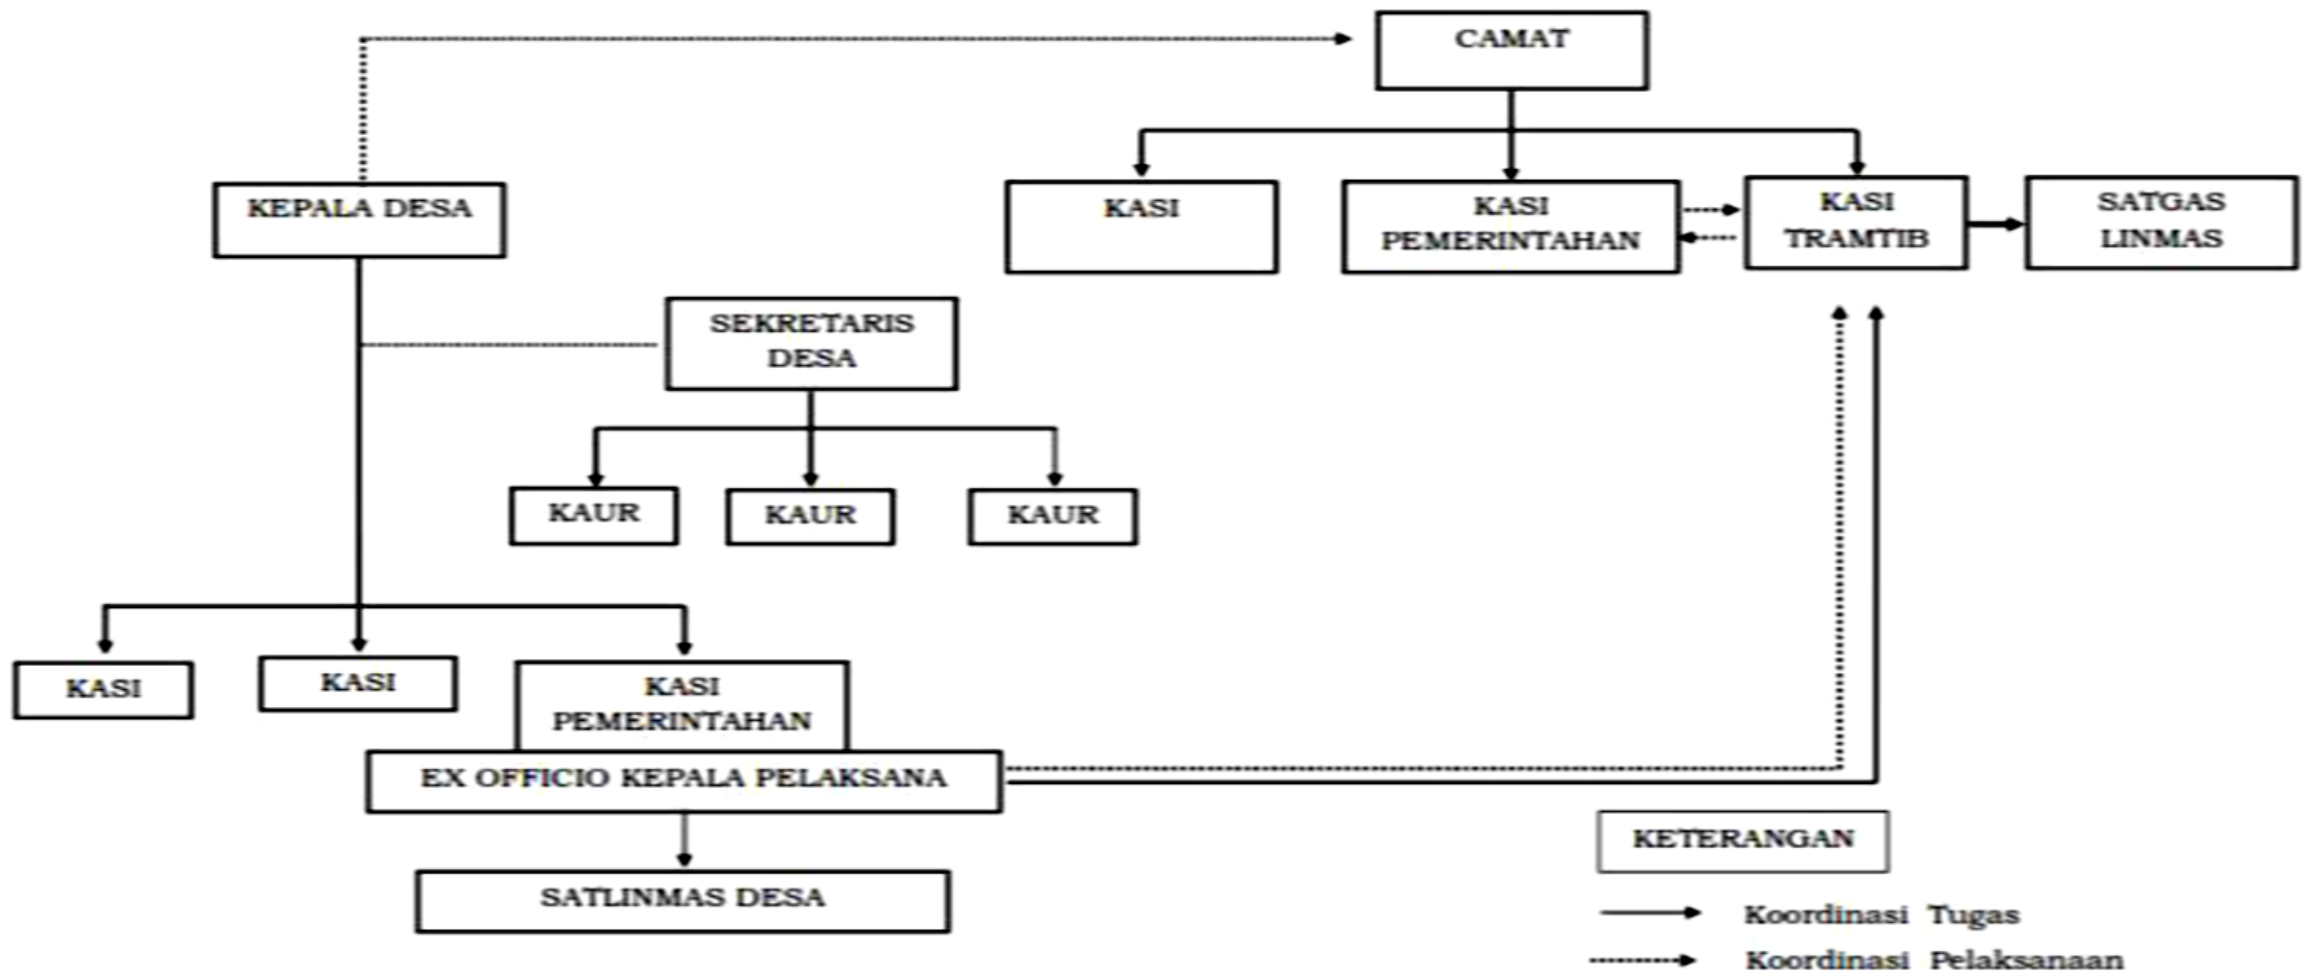 CAMAT
KEPALA DESA
KASI
KASI
PEMERINTAHAN
KASI
TRAMTIB
SATGAS
LINMAS
SEKRETARIS
DESA
KAUR
KAUR
KAUR
KASI
KASI
KASI
PEMERINTAHAN
EX OFFICIO KEPALA PELAKSANA
SATLINMAS DESA
KETERANGAN
Koordinasi Tugas
Koordinasi Pelaksanaan